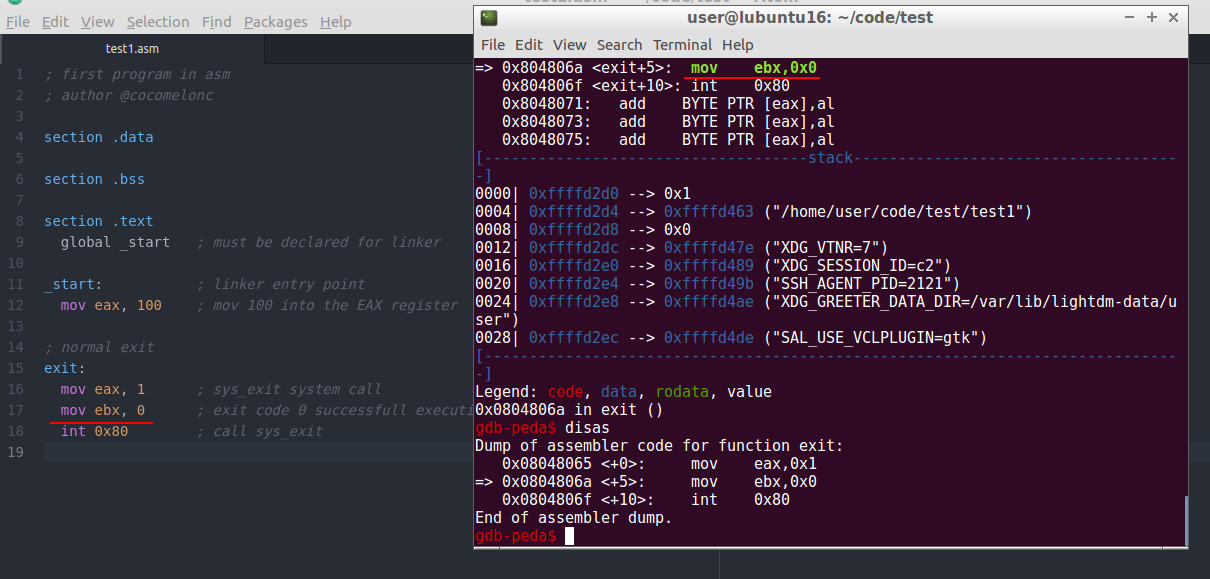 File Edit View Selection Find Packages Help
test1.asm
1 ; first program in asm
2 ; author @cocomelonc
3
4 section .data
5
6 section .bss
7
8 section .text
9 global _start ; must be declared for linker
10
11 _start: ; linker entry point
12 mov eax, 100 ; mov 100 into the EAX register
13
14 ; normal exit
15 exit:
16 mov eax, 1 ; sys_exit system call
17 mov ebx, 0 ; exit code 0 successfull executi
18 int 0x80 ; call sys_exit
19
user@lubuntu16: ~/code/test
File Edit View Search Terminal Help
=> 0x804806a <exit+5>: mov ebx,0x0
0x804806f <exit+10>: int 0x80
0x8048071: add BYTE PTR [eax],al
0x8048073: add BYTE PTR [eax],al
0x8048075: add BYTE PTR [eax],al
[------------------------------------stack------------------------------------
-]
0000| 0xffffd2d0 --> 0x1
0004| 0xffffd2d4 --> 0xffffd463 ("/home/user/code/test/test1")
0008| 0xffffd2d8 --> 0x0
0012| 0xffffd2dc --> 0xffffd47e ("XDG_VTNR=7")
0016| 0xffffd2e0 --> 0xffffd489 ("XDG_SESSION_ID=c2")
0020| 0xffffd2e4 --> 0xffffd49b ("SSH_AGENT_PID=2121")
0024| 0xffffd2e8 --> 0xffffd4ae ("XDG_GREETER_DATA_DIR=/var/lib/lightdm-data/u
ser")
0028| 0xffffd2ec --> 0xffffd4de ("SAL_USE_VCLPLUGIN=gtk")
[-----------------------------------------------------------------------------
-]
Legend: code, data, rodata, value
0x0804806a in exit ()
gdb-peda$ disas
Dump of assembler code for function exit:
0x08048065 <+0>: mov eax,0x1
=> 0x0804806a <+5>: mov ebx,0x0
0x0804806f <+10>: int 0x80
End of assembler dump.
gdb-peda$